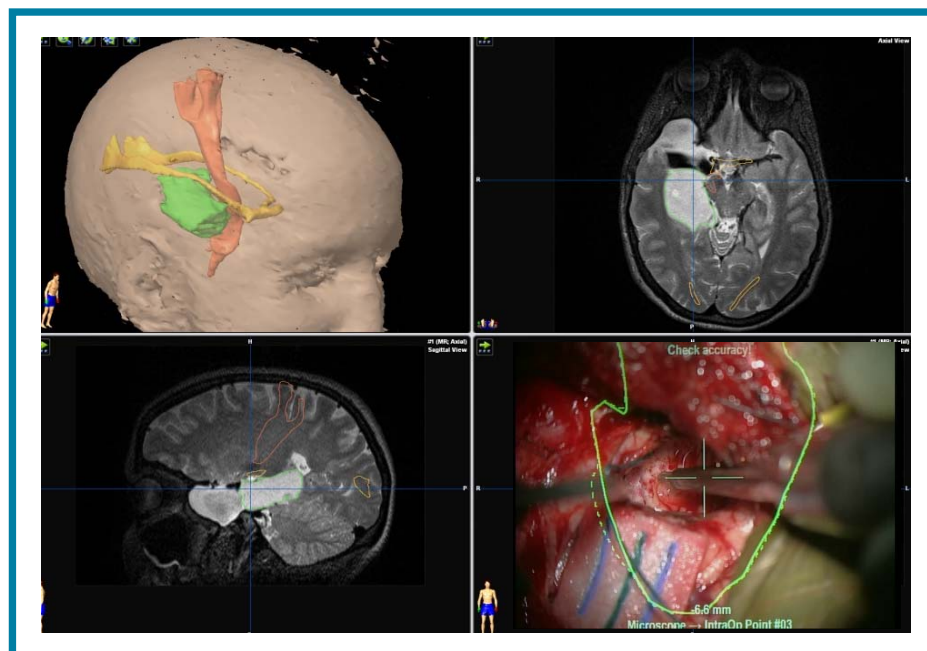 Axial View
R
L
P
#1 (MR; Axial)
Sagittal View
H
P
Check accuracy!
R
L
-6.6 mm
Microscope → IntraOp Point #03